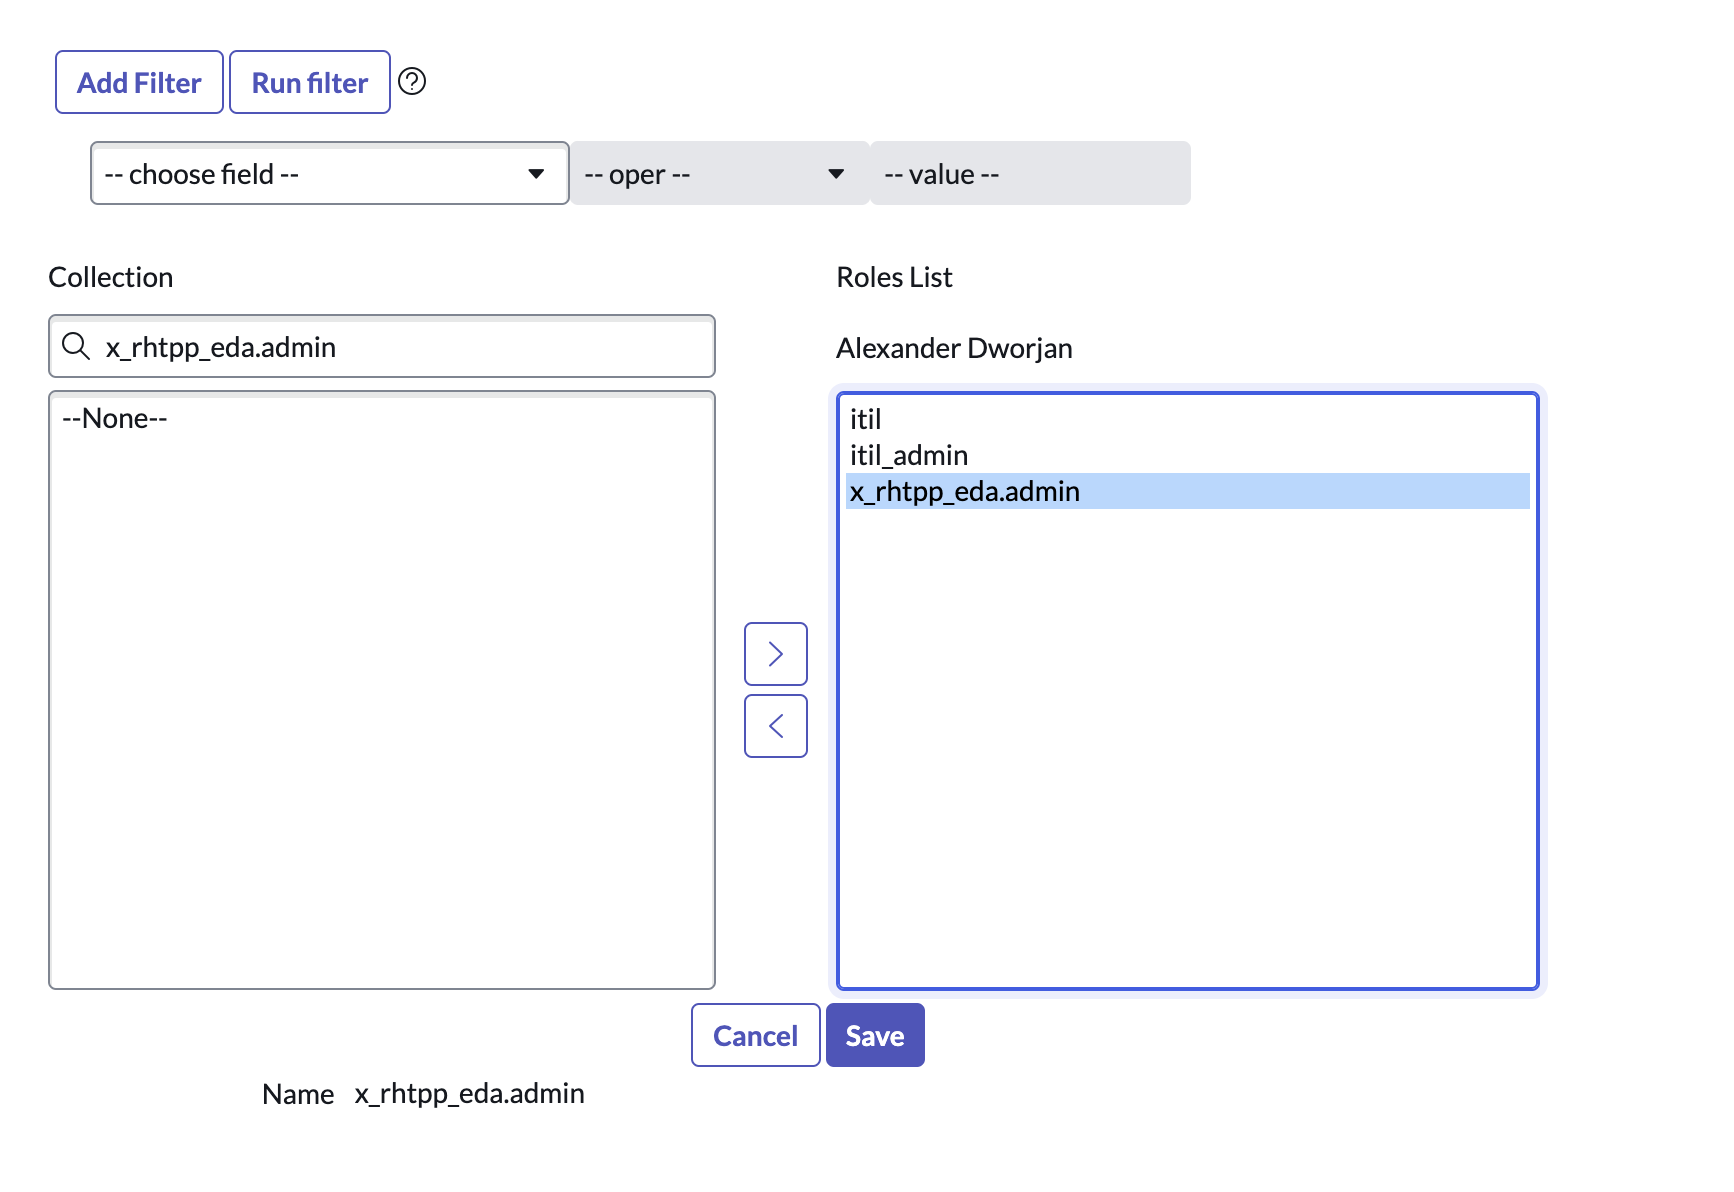 Add Filter Run filter ?
-- choose field -- -- oper -- -- value --
Collection
x_rhtpp_eda.admin
--None--
Roles List
Alexander Dworjan
itil
itil_admin
x_rhtpp_eda.admin
Cancel Save
Name x_rhtpp_eda.admin